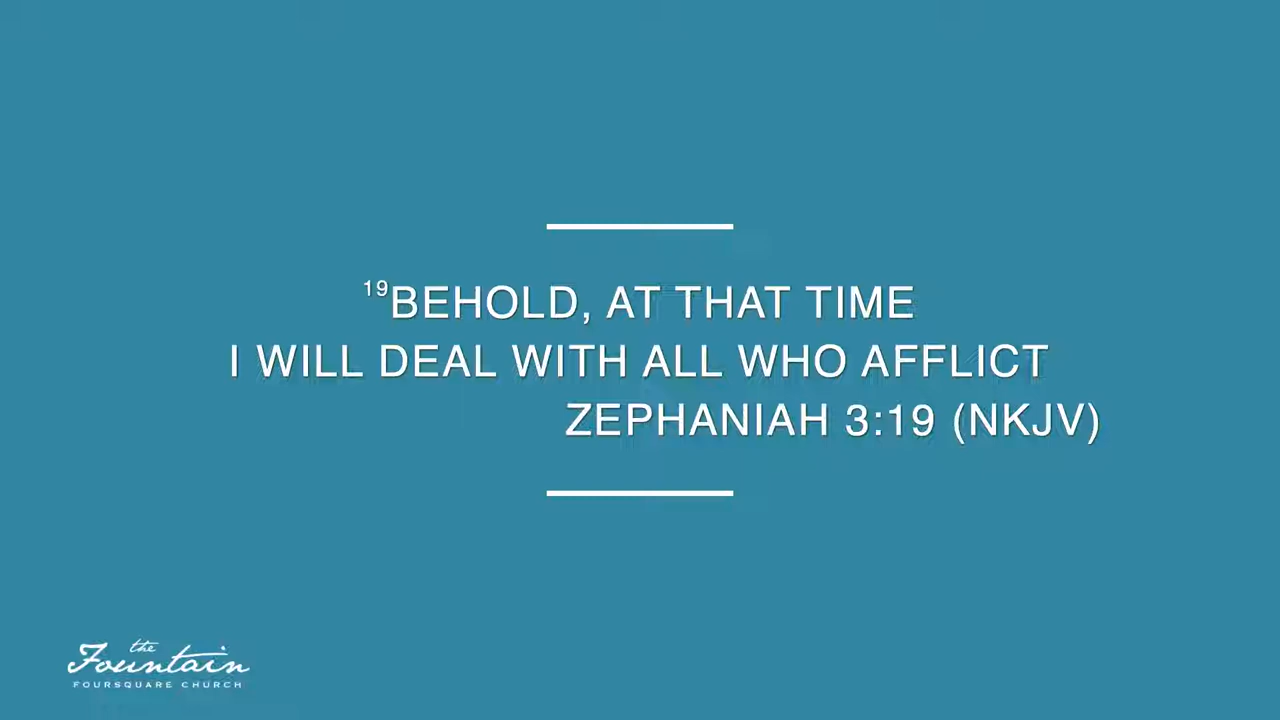 19BEHOLD, AT THAT TIME
I WILL DEAL WITH ALL WHO AFFLICT
ZEPHANIAH 3:19 (NKJV)
the
Fountain
FOURSQUARE CHURCH